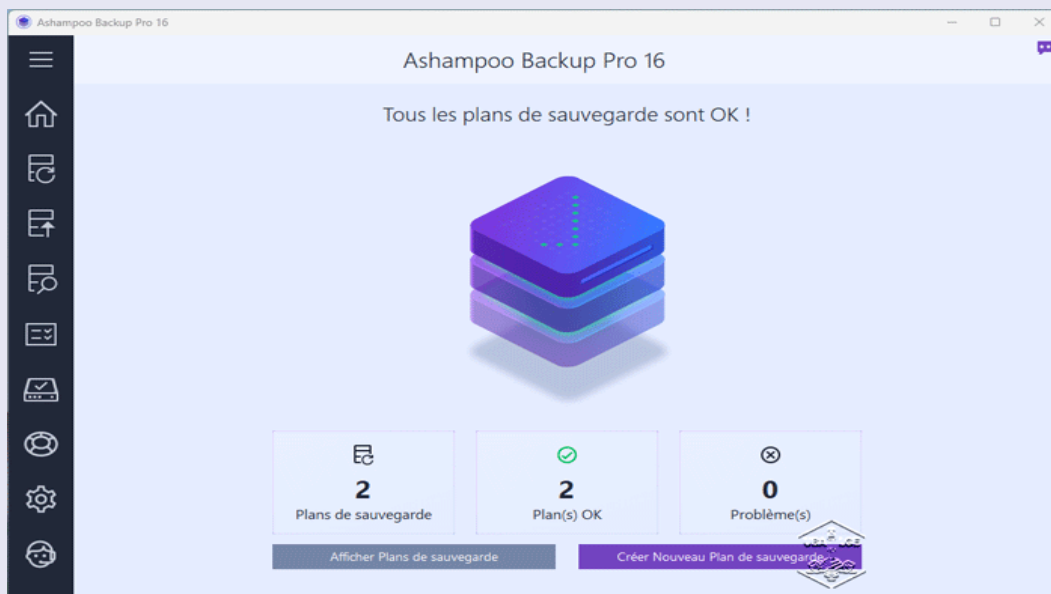 Ashampoo Backup Pro 16
Ashampoo Backup Pro 16
Tous les plans de sauvegarde sont OK !
2
Plans de sauvegarde
2
Plan(s) OK
0
Problème(s)
Afficher Plans de sauvegarde
Créer Nouveau Plan de sauvegarde